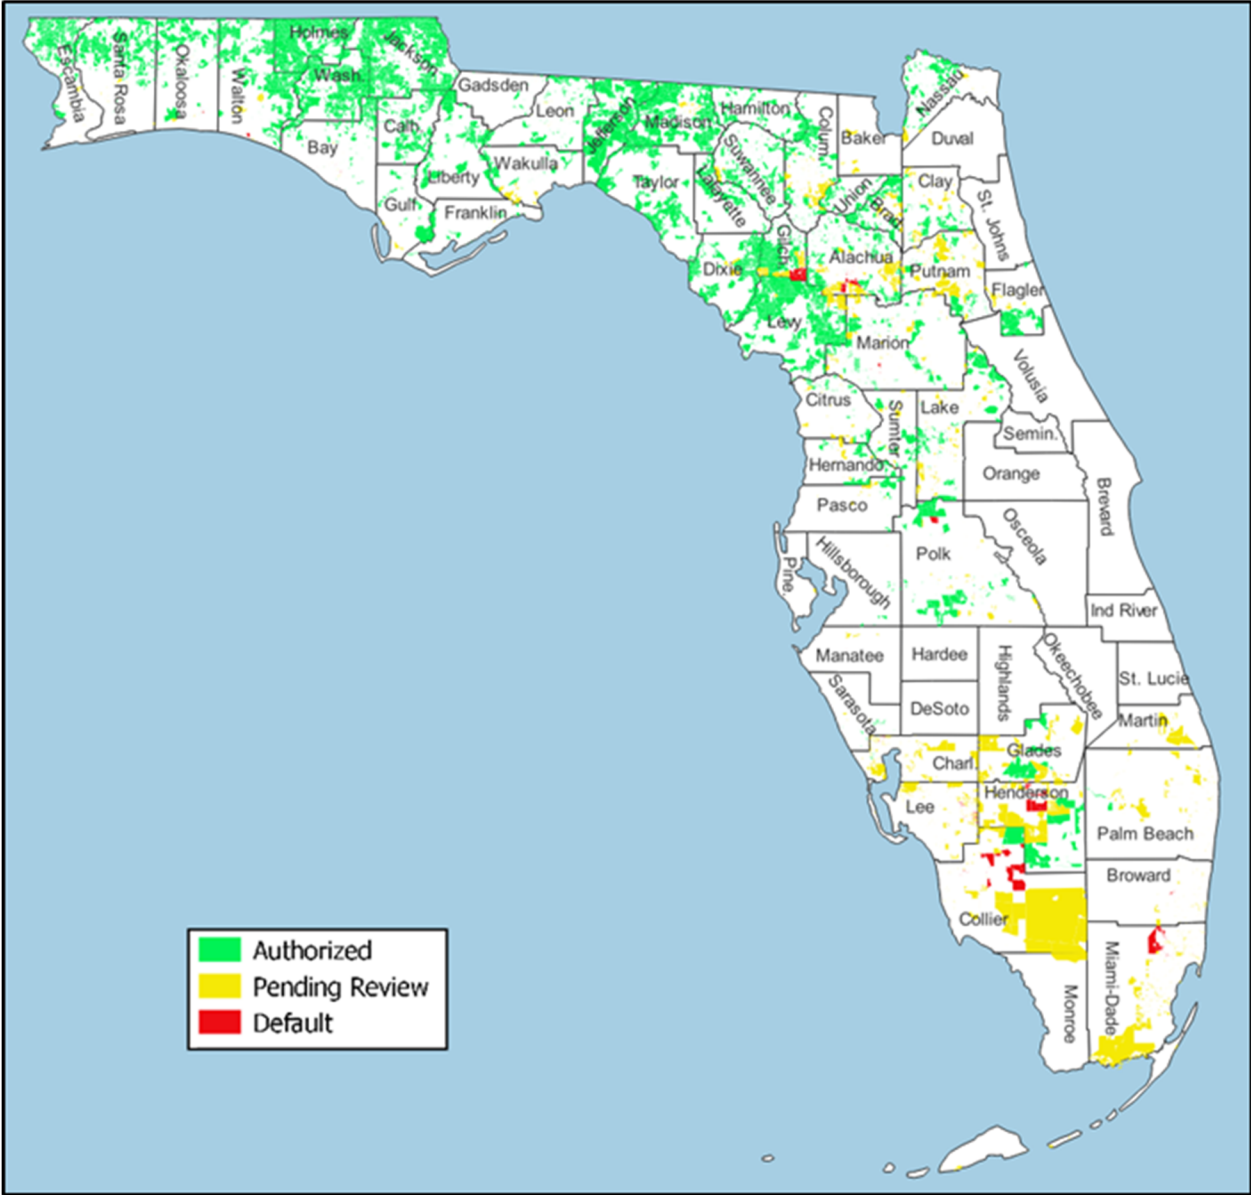 Escambia
Santa Rosa
Okaloosa
Walton
Holmes
Wash.
Jackson
Bay
Calh.
Gulf
Liberty
Gadsden
Leon
Wakulla
Franklin
Jefferson
Madison
Taylor
Hamilton
Suwannee
Lafayette
Colum.
Baker
Nassau
Duval
Union
Brad.
Clay
St. Johns
Dixie
Gilch.
Alachua
Putnam
Flagler
Levy
Marion
Volusia
Citrus
Sumter
Lake
Semin.
Hernando
Orange
Brevard
Pasco
Osceola
Pine.
Hillsborough
Polk
Ind River
Manatee
Hardee
Highlands
Okeechobee
St. Lucie
Sarasota
DeSoto
Martin
Charl.
Glades
Lee
Henderson
Palm Beach
Broward
Collier
Monroe
Miami-Dade
Authorized
Pending Review
Default